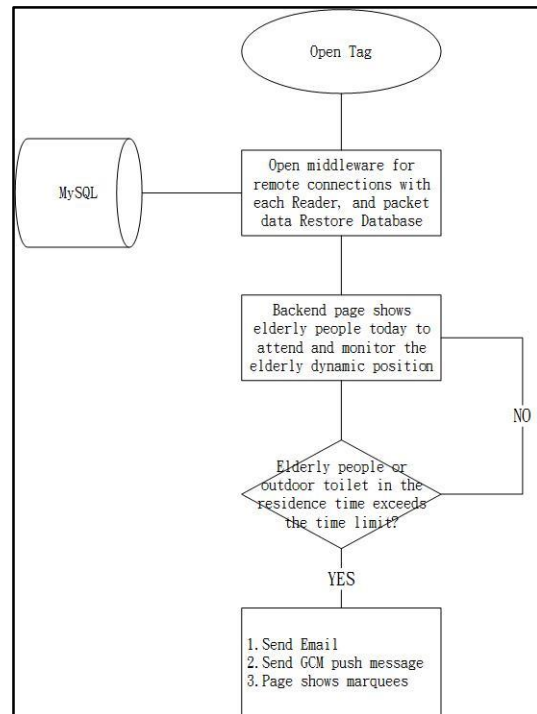 Open Tag
MySQL
Open middleware for
remote connections with
each Reader, and packet
data Restore Database
Backend page shows
elderly people today to
attend and monitor the
elderly dynamic position
NO
Elderly people or
outdoor toilet in the
residence time exceeds
the time limit?
YES
1. Send Email
2. Send GCM push message
3. Page shows marquees